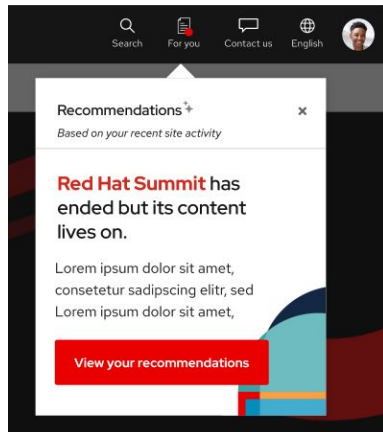 Search
For you
Contact us
English
Recommendations
Based on your recent site activity
Red Hat Summit has
ended but its content
lives on.
Lorem ipsum dolor sit amet,
consetetur sadipscing elitr, sed
Lorem ipsum dolor sit amet,
View your recommendations